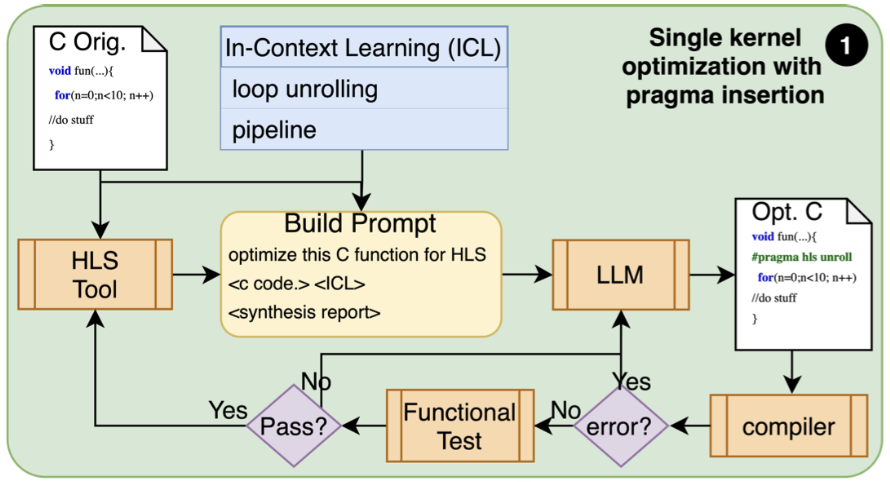 C Orig.
void fun(...){
for(n=0;n<10; n++)
//do stuff
}
In-Context Learning (ICL)
loop unrolling
pipeline
Single kernel
optimization with
pragma insertion
1
HLS
Tool
Build Prompt
optimize this C function for HLS
<c code.> <ICL>
<synthesis report>
LLM
Opt. C
void fun(...){
#pragma hls unroll
for(n=0;n<10; n++)
//do stuff
}
No
Yes
Yes
Pass?
Functional
Test
No
error?
compiler